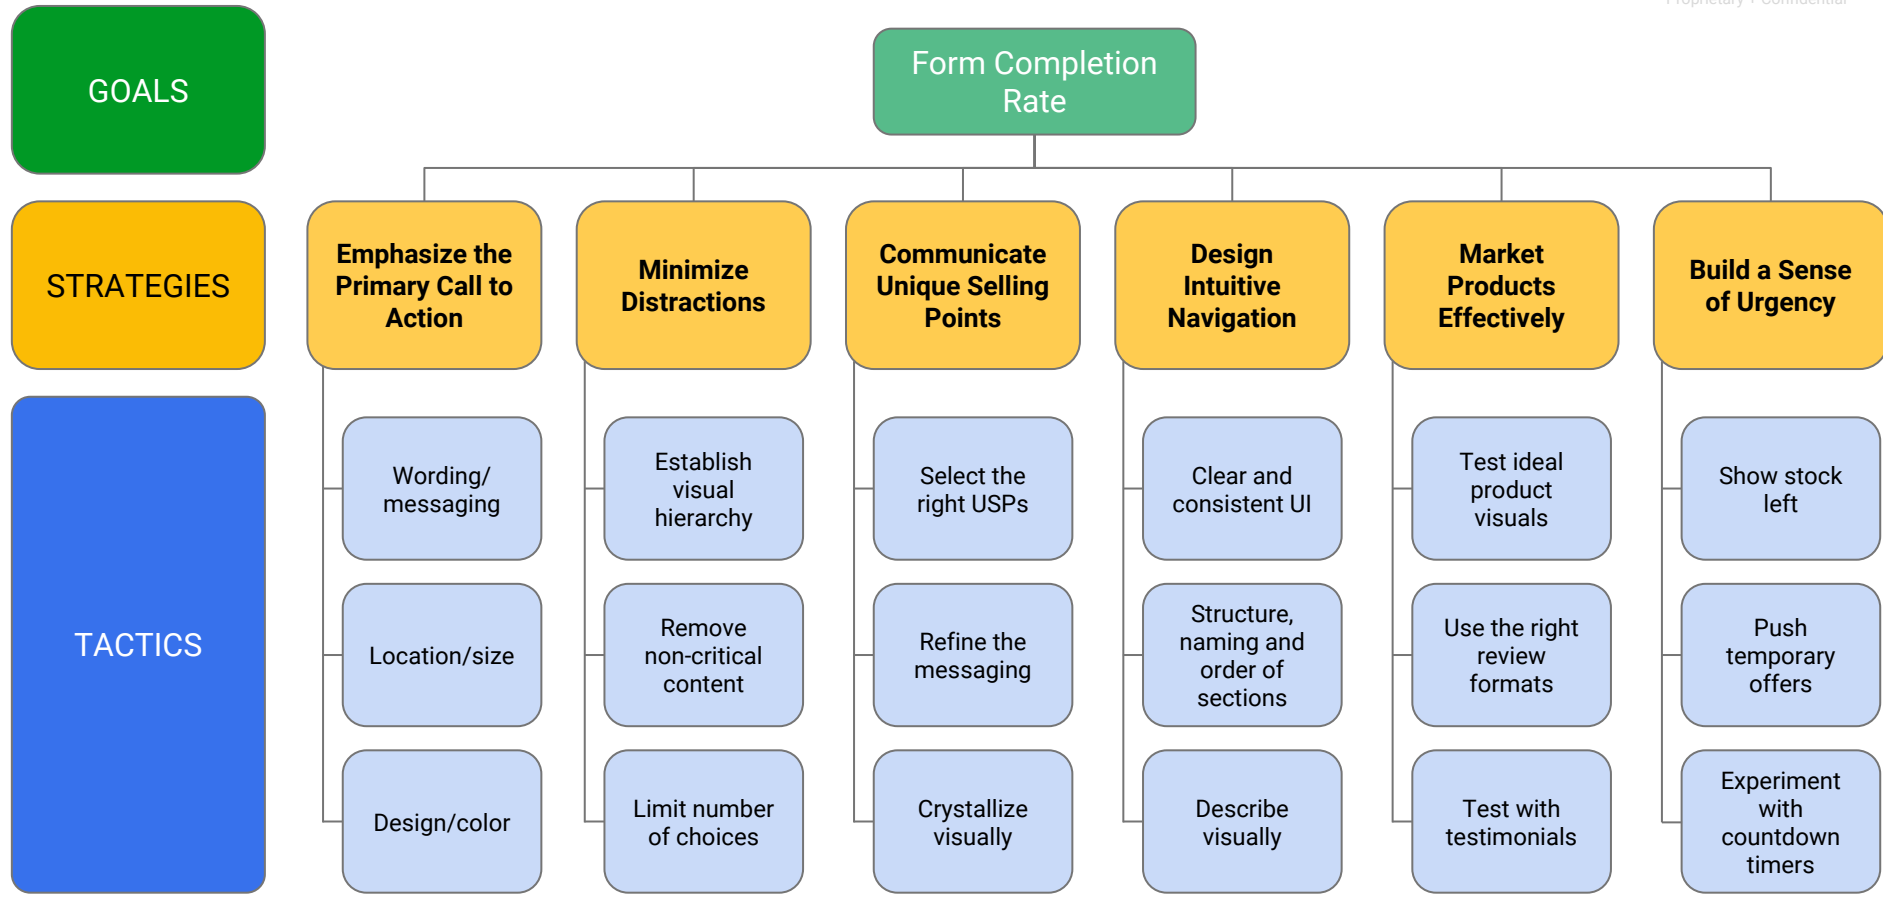 Proprietary + Confidential
GOALS
Form Completion
Rate
STRATEGIES
Emphasize the
Primary Call to
Action
Minimize
Distractions
Communicate
Unique Selling
Points
Design
Intuitive
Navigation
Market
Products
Effectively
Build a Sense
of Urgency
TACTICS
Wording/
messaging
Establish
visual
hierarchy
Select the
right USPs
Clear and
consistent UI
Test ideal
product
visuals
Show stock
left
Location/size
Remove
non-critical
content
Refine the
messaging
Structure,
naming and
order of
sections
Use the right
review
formats
Push
temporary
offers
Design/color
Limit number
of choices
Crystallize
visually
Describe
visually
Test with
testimonials
Experiment
with
countdown
timers